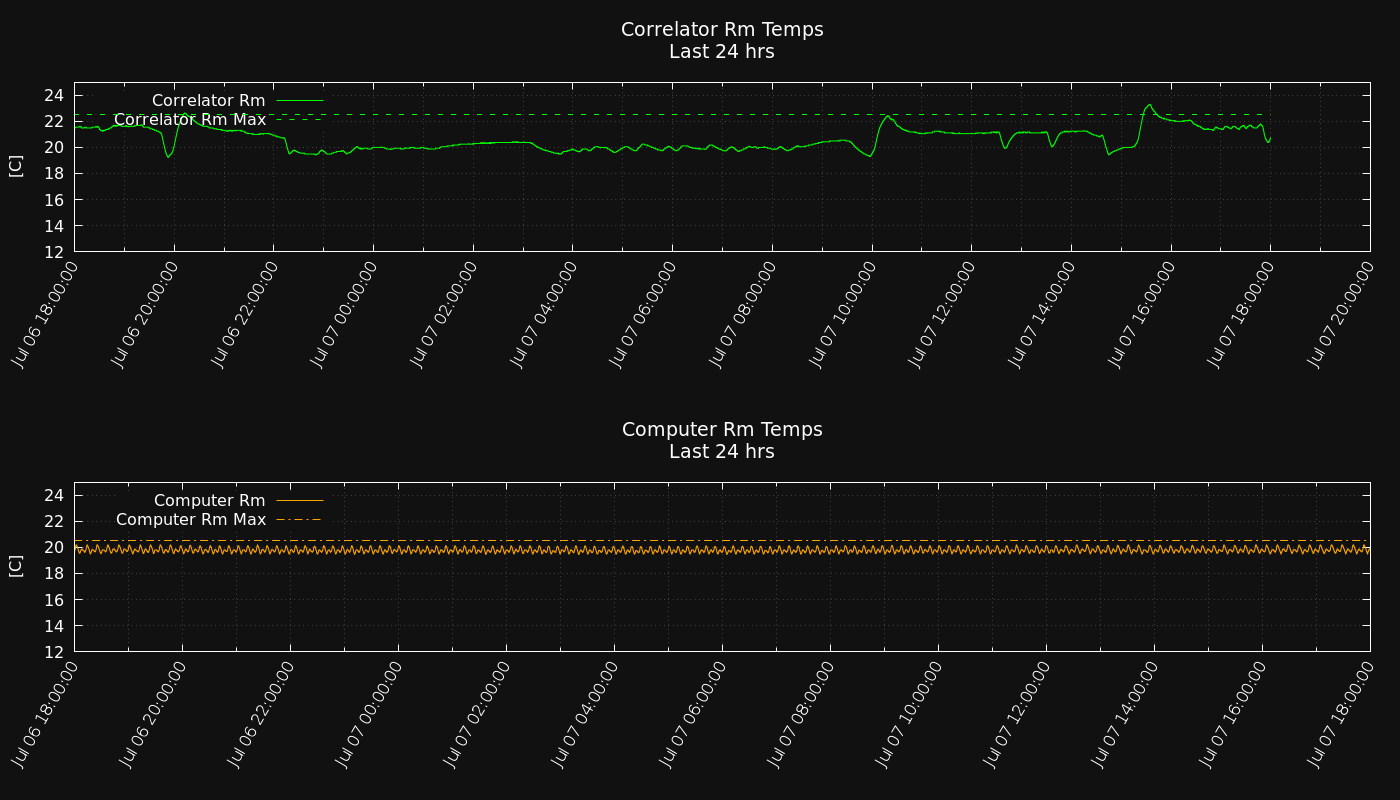 Correlator Rm Temps
Last 24 hrs
Correlator Rm
Correlator Rm Max
[C]
24
22
20
18
16
14
12
Jul 06 18:00:00
Jul 06 20:00:00
Jul 06 22:00:00
Jul 07 00:00:00
Jul 07 02:00:00
Jul 07 04:00:00
Jul 07 06:00:00
Jul 07 08:00:00
Jul 07 10:00:00
Jul 07 12:00:00
Jul 07 14:00:00
Jul 07 16:00:00
Jul 07 18:00:00
Jul 07 20:00:00
Computer Rm Temps
Last 24 hrs
Computer Rm
Computer Rm Max
[C]
24
22
20
18
16
14
12
Jul 06 18:00:00
Jul 06 20:00:00
Jul 06 22:00:00
Jul 07 00:00:00
Jul 07 02:00:00
Jul 07 04:00:00
Jul 07 06:00:00
Jul 07 08:00:00
Jul 07 10:00:00
Jul 07 12:00:00
Jul 07 14:00:00
Jul 07 16:00:00
Jul 07 18:00:00